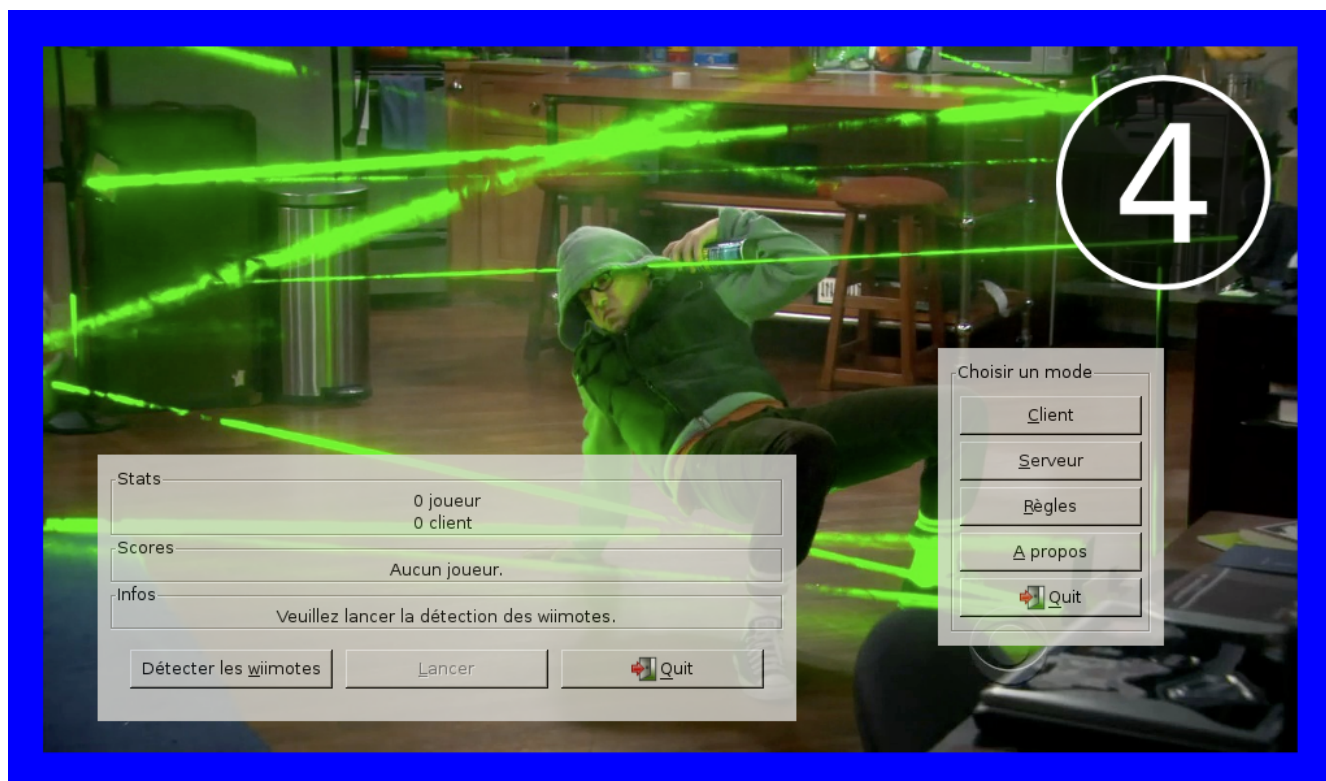 4
Choisir un mode
Client
Serveur
Règles
A propos
Quit
Stats
0 joueur
0 client
Scores
Aucun joueur.
Infos
Veuillez lancer la détection des wiimotes.
Détecter les wiimotes
Lancer
Quit